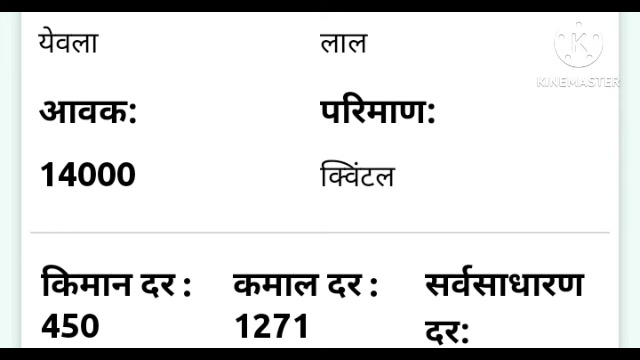 येवला लाल
K
KINEMASTER
आवक: परिमाण:
14000 क्विंटल
किमान दर : कमाल दर : सर्वसाधारण
450 1271 दर: